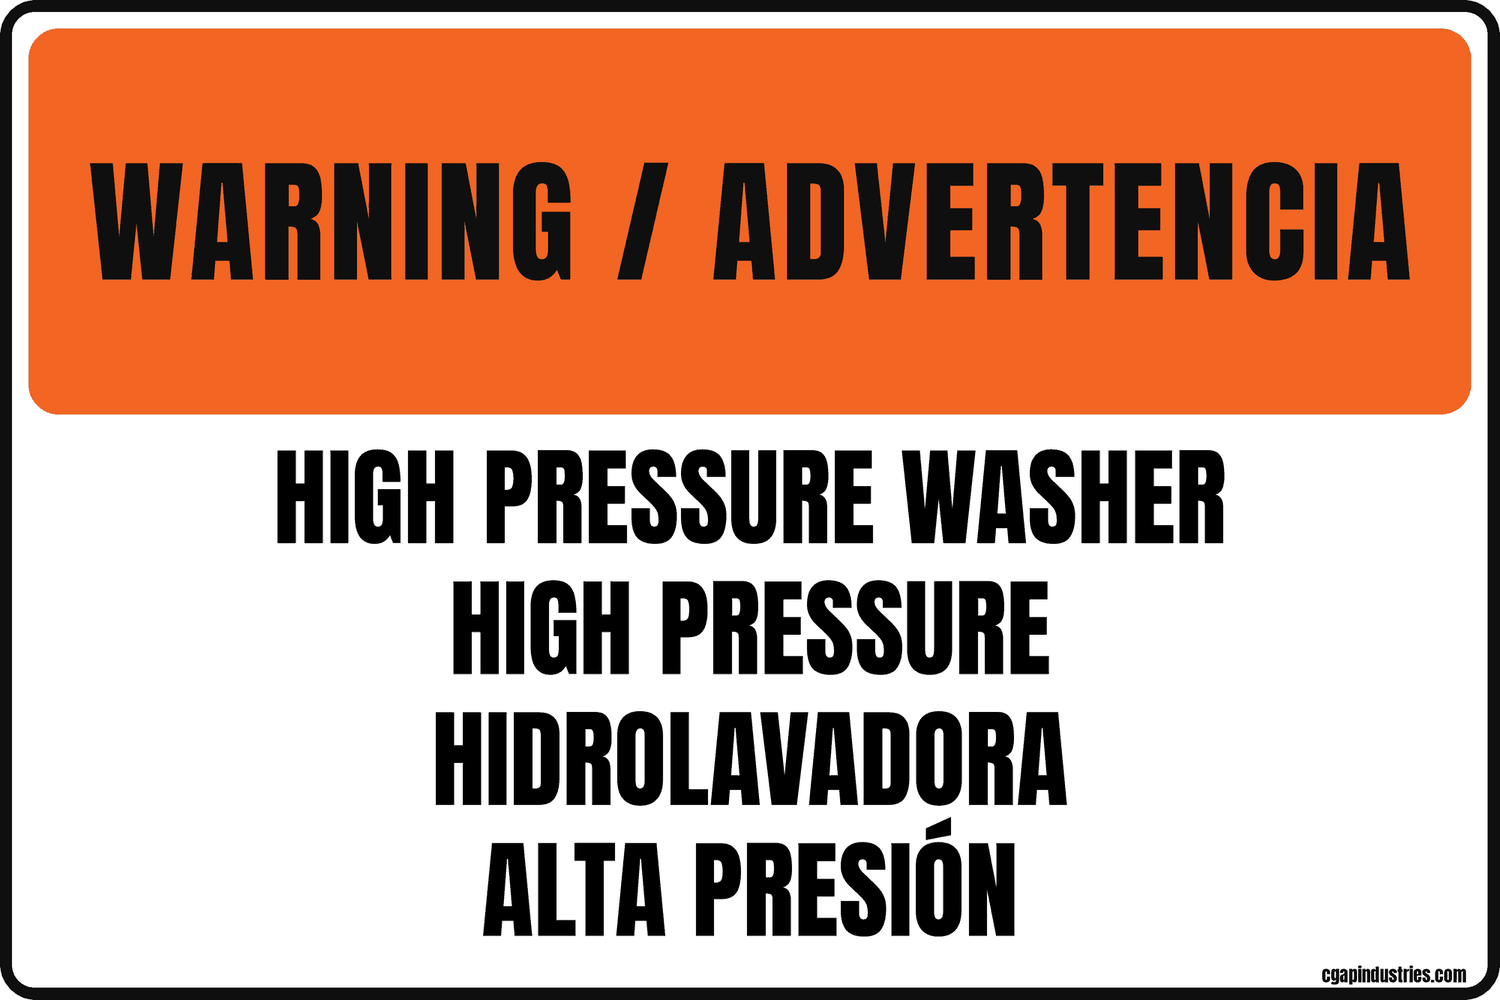 WARNING / ADVERTENCIA
HIGH PRESSURE WASHER
HIGH PRESSURE
HIDROLAVADORA
ALTA PRESIÓN
cgapindustries.com